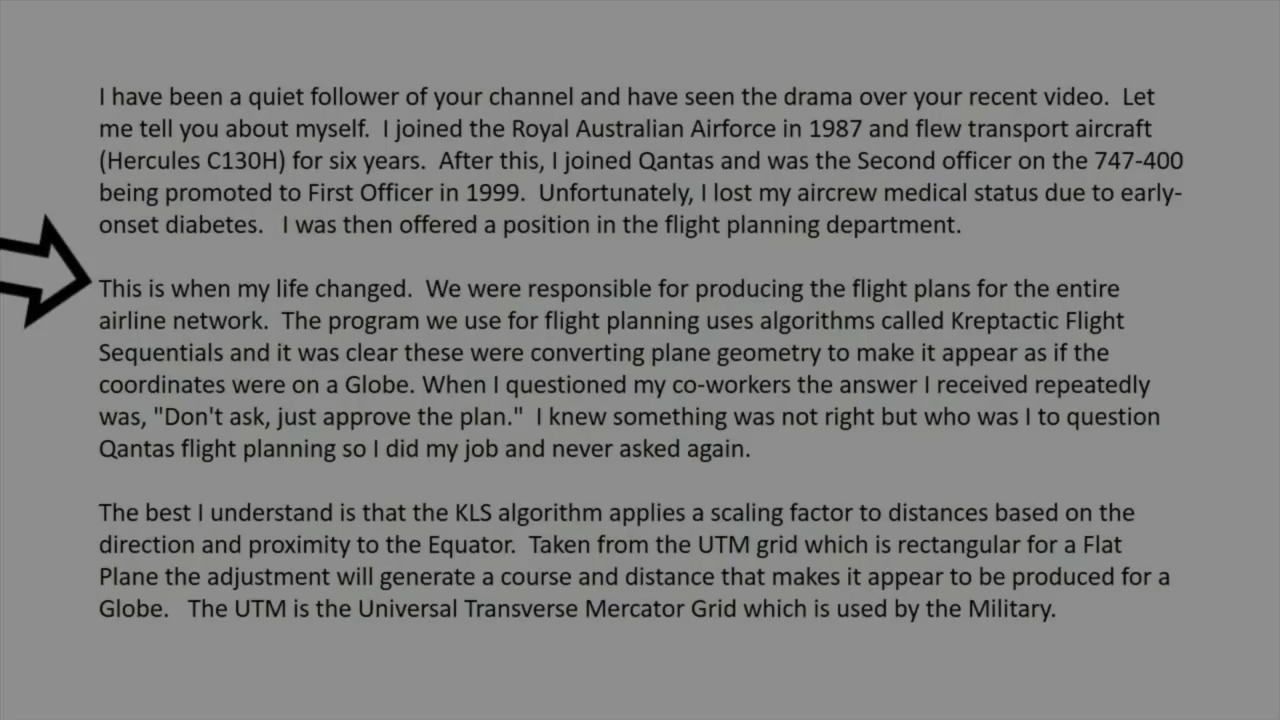 I have been a quiet follower of your channel and have seen the drama over your recent video.  Let
me tell you about myself.  I joined the Royal Australian Airforce in 1987 and flew transport aircraft
(Hercules C130H) for six years.  After this, I joined Qantas and was the Second officer on the 747-400
being promoted to First Officer in 1999.  Unfortunately, I lost my aircrew medical status due to early-
onset diabetes.   I was then offered a position in the flight planning department.

This is when my life changed.  We were responsible for producing the flight plans for the entire
airline network.  The program we use for flight planning uses algorithms called Kreptactic Flight
Sequentials and it was clear these were converting plane geometry to make it appear as if the
coordinates were on a Globe. When I questioned my co-workers the answer I received repeatedly
was, "Don't ask, just approve the plan."  I knew something was not right but who was I to question
Qantas flight planning so I did my job and never asked again.

The best I understand is that the KLS algorithm applies a scaling factor to distances based on the
direction and proximity to the Equator.  Taken from the UTM grid which is rectangular for a Flat
Plane the adjustment will generate a course and distance that makes it appear to be produced for a
Globe.   The UTM is the Universal Transverse Mercator Grid which is used by the Military.